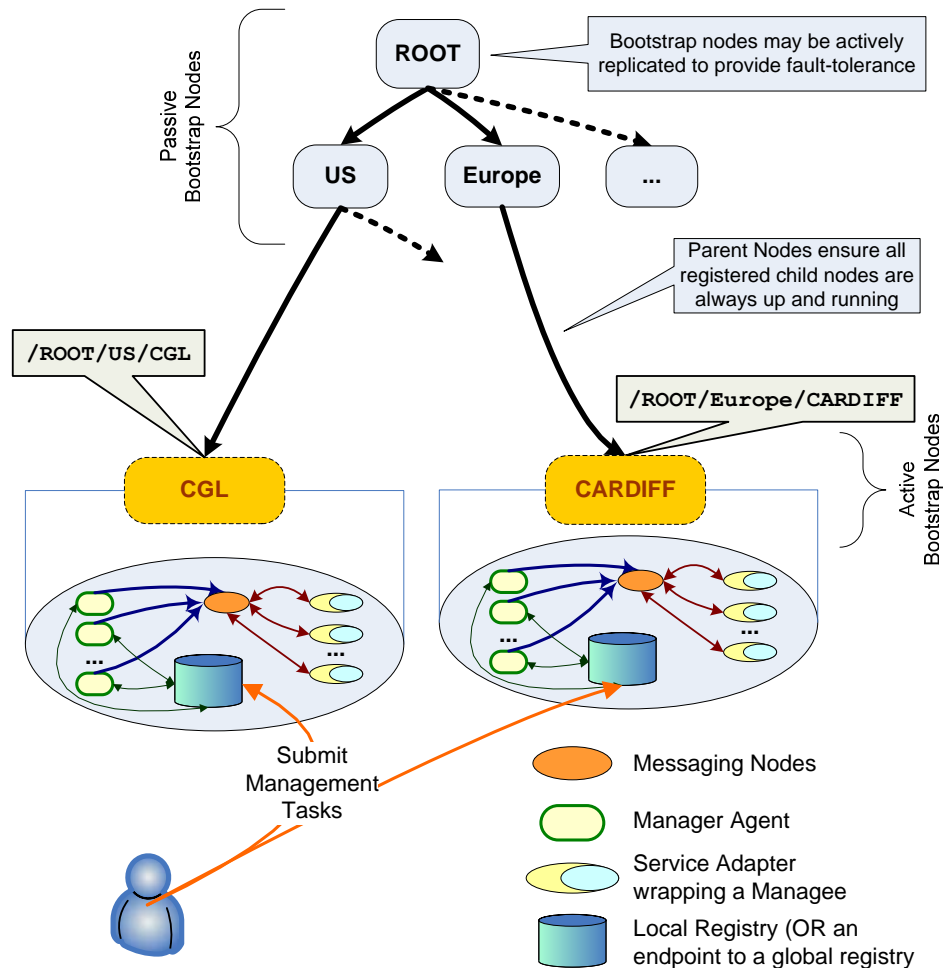 ROOT
Bootstrap nodes may be actively
replicated to provide fault-tolerance
Passive
Bootstrap Nodes
US
Europe
...
Parent Nodes ensure all
registered child nodes are
always up and running
/ROOT/US/CGL
/ROOT/Europe/CARDIFF
CGL
CARDIFF
Active
Bootstrap Nodes
...
...
...
...
Submit
Management
Tasks
Messaging Nodes
Manager Agent
Service Adapter
wrapping a Managee
Local Registry (OR an
endpoint to a global registry